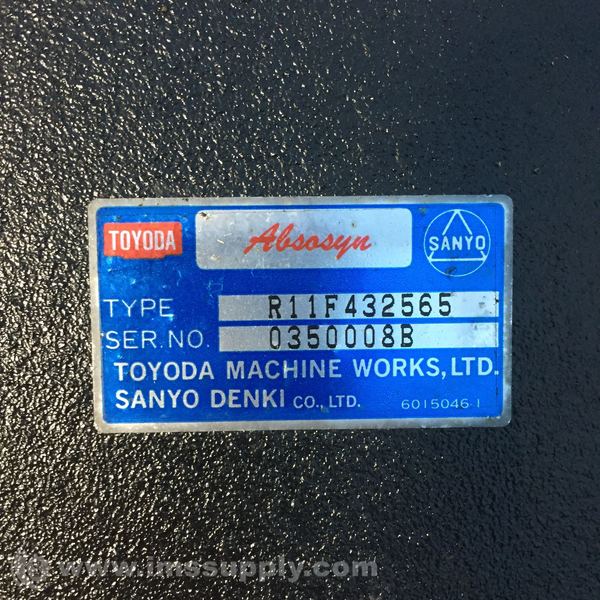 TOYODA Absosyn SANYO
TYPE R11F432565
SER.NO. 0350008B
TOYODA MACHINE WORKS,LTD.
SANYO DENKI CO.,LTD. 6015046-1
www.imssupply.com